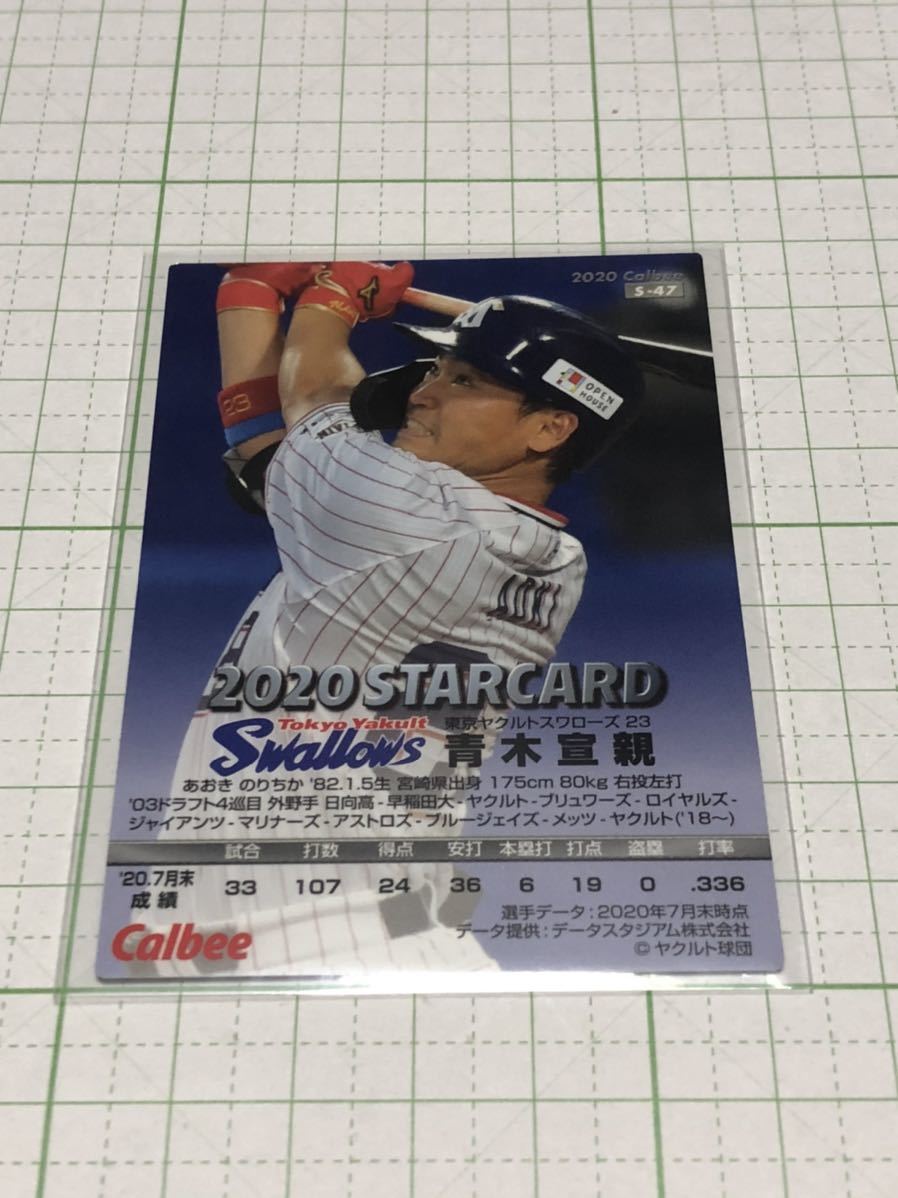 2020 Calbee
S-47
OPEN
HOUSE
23
AOKI
2020 STARCARD
Tokyo Yakult
Swallows
東京ヤクルトスワローズ 23
青木宣親
あおき のりちか '82.1.5生 宮崎県出身 175cm 80kg 右投左打
'03ドラフト4巡目 外野手 日向高-早稲田大-ヤクルト-ブリュワーズ-ロイヤルズ-
ジャイアンツ-マリナーズ-アストロズ-ブルージェイズ-メッツ-ヤクルト('18〜)
試合 打数 得点 安打 本塁打 打点 盗塁 打率
'20.7月末
成績
33 107 24 36 6 19 0 .336
選手データ:2020年7月末時点
データ提供:データスタジアム株式会社
©ヤクルト球団
Calbee